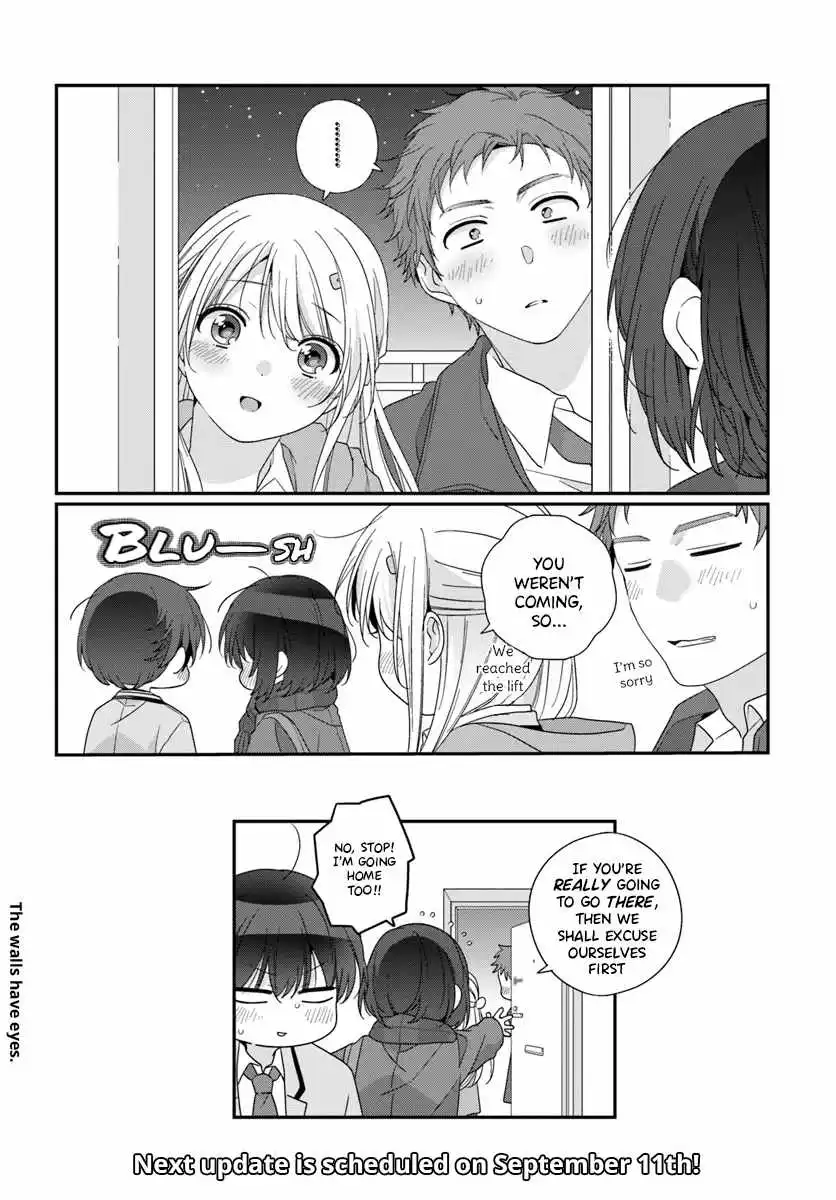 ..........
BLU—SH
YOU
WEREN'T
COMING,
SO...
We
reached
the lift
I'm so
sorry
IF YOU'RE
REALLY GOING
TO GO THERE,
THEN WE
SHALL EXCUSE
OURSELVES
FIRST
NO, STOP!
I'M GOING
HOME
TOO!!
The walls have eyes.
Next update is scheduled on September 11th!